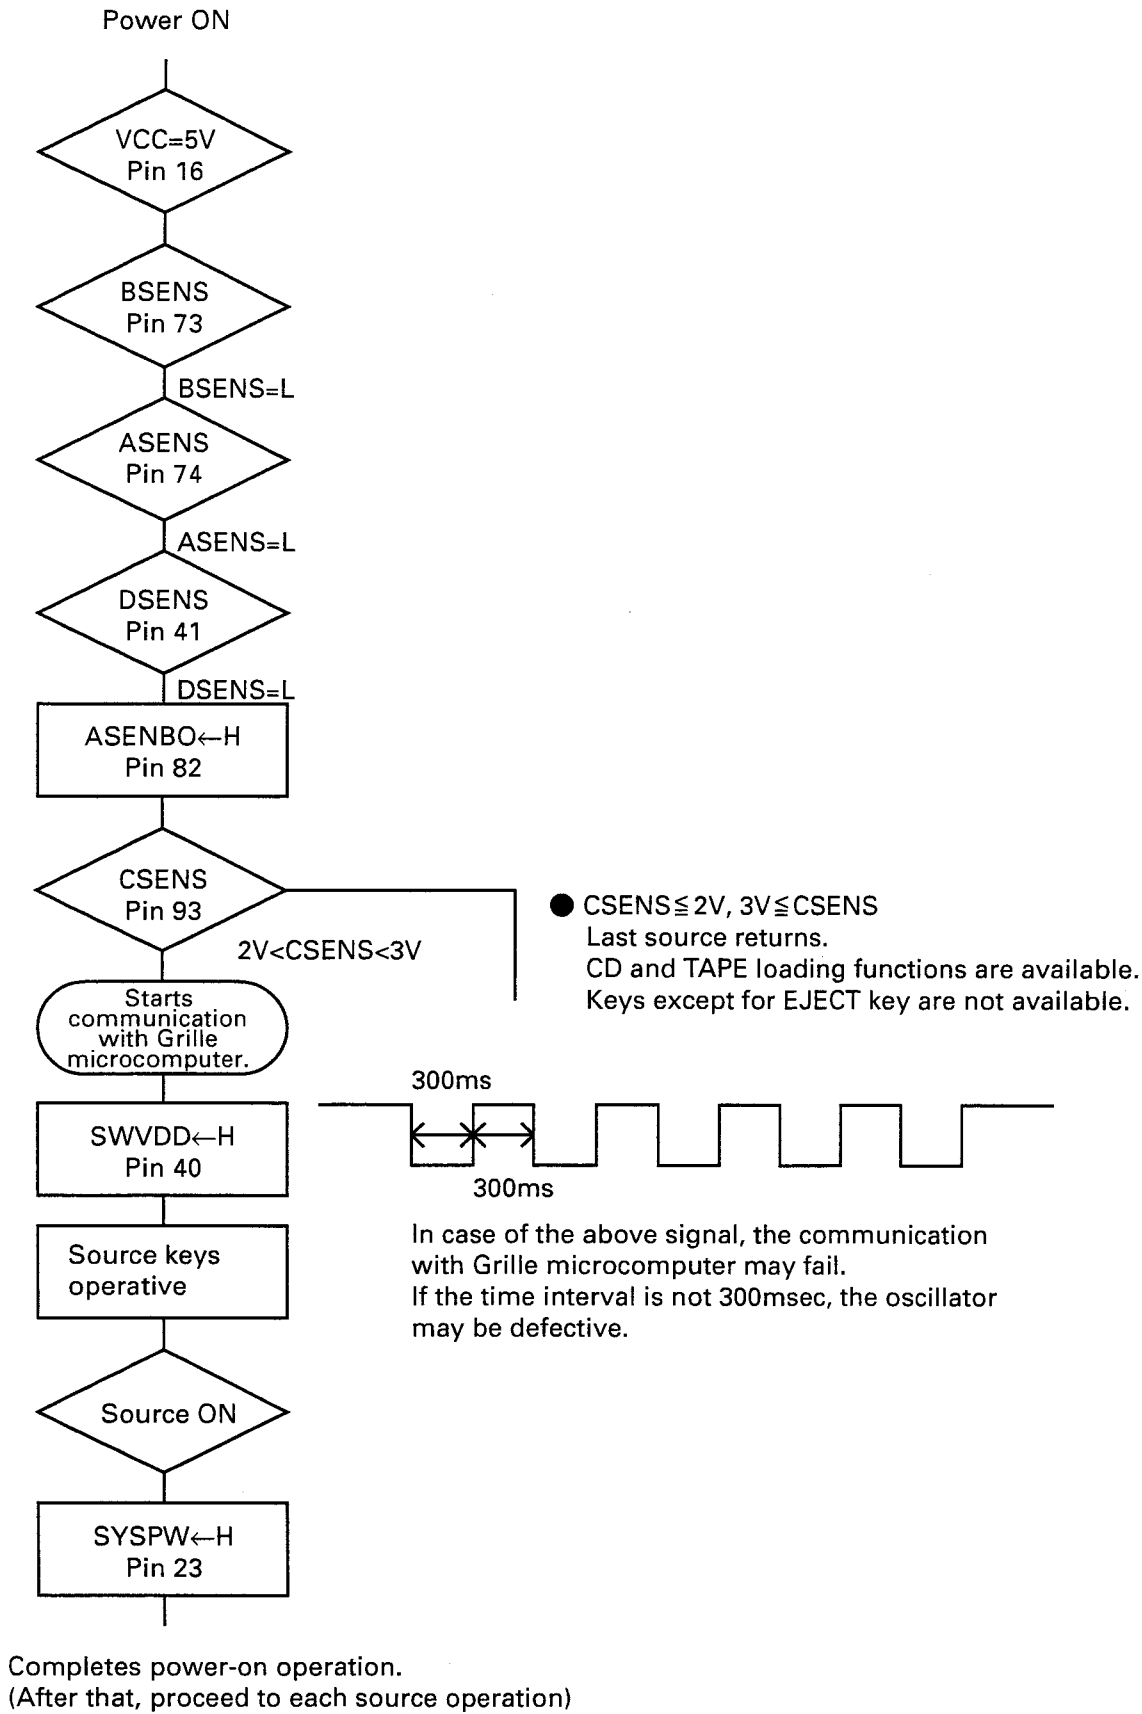 Power ON
VCC=5V
Pin 16
BSENS
Pin 73
BSENS=L
ASENS
Pin 74
ASENS=L
DSENS
Pin 41
DSENS=L
ASENBO←H
Pin 82
CSENS
Pin 93
2V<CSENS<3V
● CSENS≦2V, 3V≦CSENS
Last source returns.
CD and TAPE loading functions are available.
Keys except for EJECT key are not available.
Starts
communication
with Grille
microcomputer.
SWVDD←H
Pin 40
300ms
300ms
In case of the above signal, the communication
with Grille microcomputer may fail.
If the time interval is not 300msec, the oscillator
may be defective.
Source keys
operative
Source ON
SYSPW←H
Pin 23
Completes power-on operation.
(After that, proceed to each source operation)